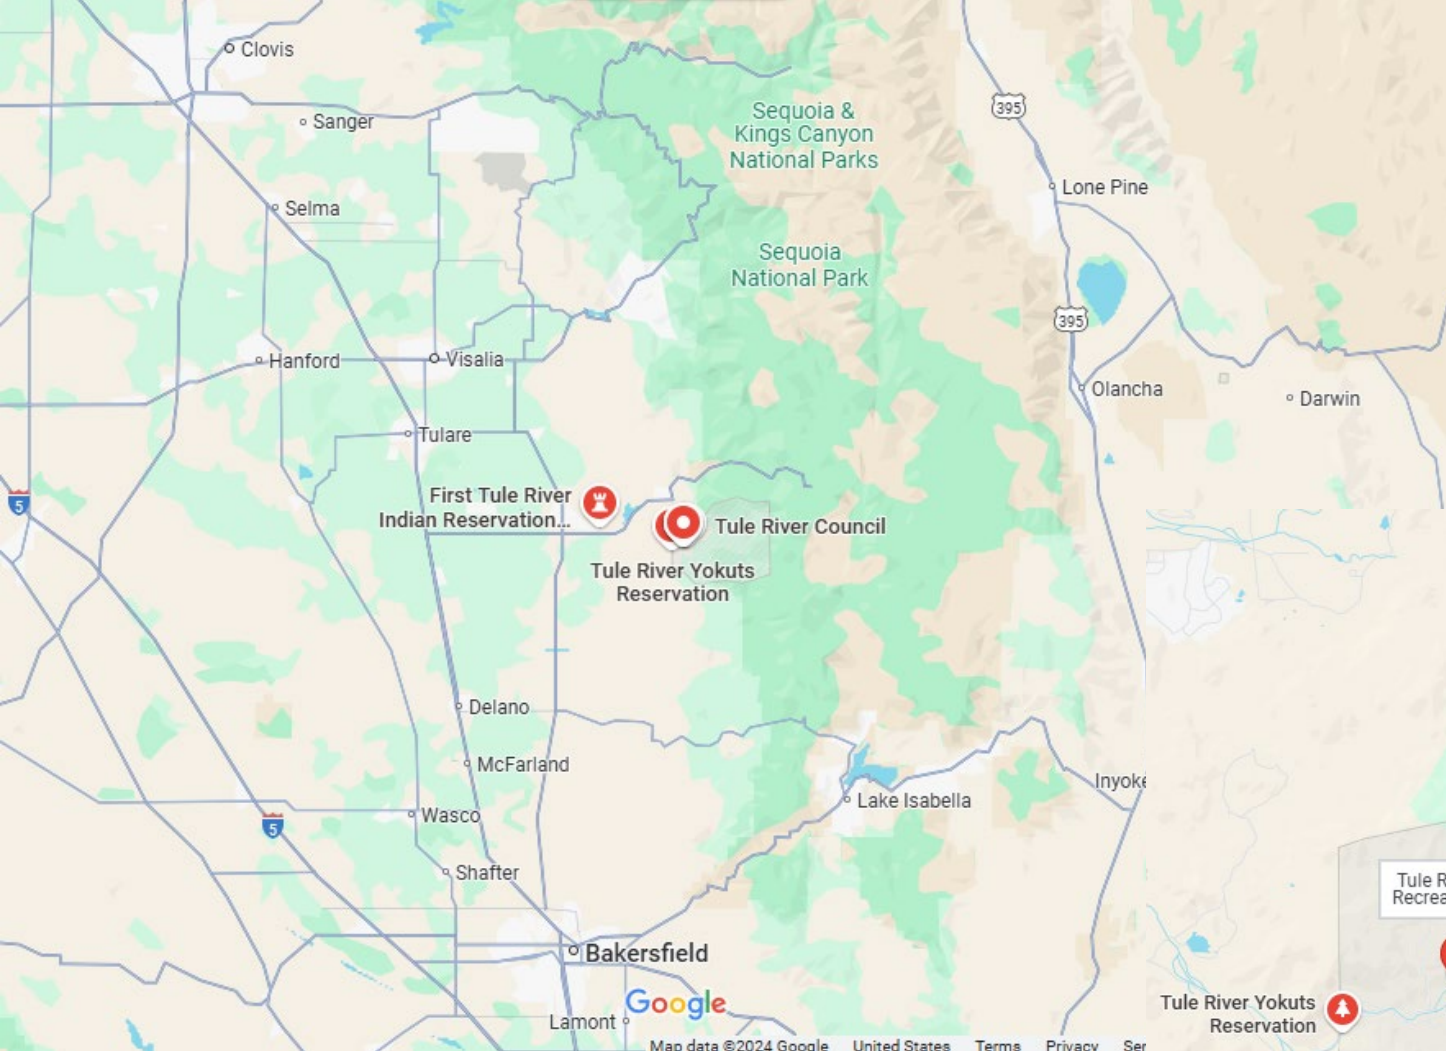 Clovis
Sanger
Sequoia &
Kings Canyon
National Parks
395
Lone Pine
Selma
Sequoia
National Park
395
Hanford
Visalia
Olancha
Darwin
Tulare
5
First Tule River
Indian Reservation...
Tule River Council
Tule River Yokuts
Reservation
Delano
McFarland
Inyoke
Lake Isabella
Wasco
5
Shafter
Tule R
Recrea
Bakersfield
Google
Tule River Yokuts
Reservation
Lamont
Map data ©2024 Google United States Terms Privacy Ser